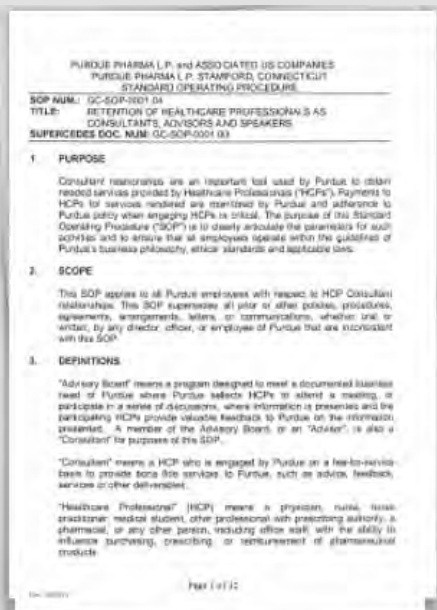 PURDUE PHARMA L.P. and ASSOCIATED US COMPANIES
PURDUE PHARMA L.P. STAMFORD, CONNECTICUT
STANDARD OPERATING PROCEDURE
SOP NUM.: GC-SOP-0001.04
TITLE: RETENTION OF HEALTHCARE PROFESSIONALS AS
CONSULTANTS, ADVISORS AND SPEAKERS
SUPERCEDES DOC. NUM: GC-SOP-0001.03
1. PURPOSE
Consultant relationships are an important tool used by Purdue to obtain
needed services provided by Healthcare Professionals ("HCPs"). Payments to
HCPs for services rendered are monitored by Purdue and adherence to
Purdue policy when engaging HCPs is critical. The purpose of this Standard
Operating Procedure ("SOP") is to clearly articulate the parameters for such
activities and to ensure that all employees operate within the guidelines of
Purdue's business philosophy, ethical standards and applicable laws.
2. SCOPE
This SOP applies to all Purdue employees with respect to HCP Consultant
relationships. This SOP supersedes all prior or other policies, procedures,
agreements, arrangements, letters, or communications, whether oral or
written, by any director, officer, or employee of Purdue that are inconsistent
with this SOP.
3. DEFINITIONS
"Advisory Board" means a program designed to meet a documented business
need of Purdue where Purdue selects HCPs to attend a meeting, or
participate in a series of discussions, where information is presented and the
participating HCPs provide valuable feedback to Purdue on the information
presented. A member of the Advisory Board, or an "Advisor", is also a
"Consultant" for purposes of this SOP.
"Consultant" means a HCP who is engaged by Purdue on a fee-for-service
basis to provide bona fide services to Purdue, such as advice, feedback,
services or other deliverables.
"Healthcare Professional" (HCP) means a physician, nurse, nurse
practitioner, medical student, other professional with prescribing authority, a
pharmacist, or any other person, including office staff, with the ability to
influence purchasing, prescribing, or reimbursement of pharmaceutical
products.
Page 1 of 12